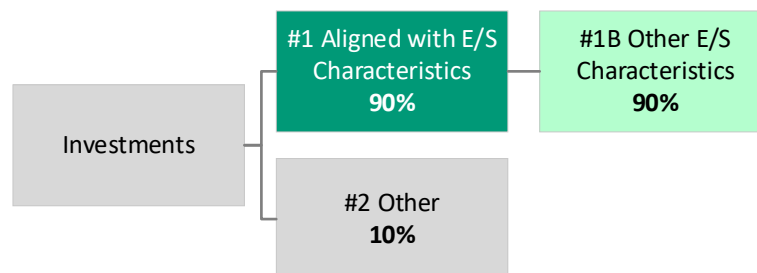 #1 Aligned with E/S
Characteristics
90%
#1B Other E/S
Characteristics
90%
Investments
#2 Other
10%